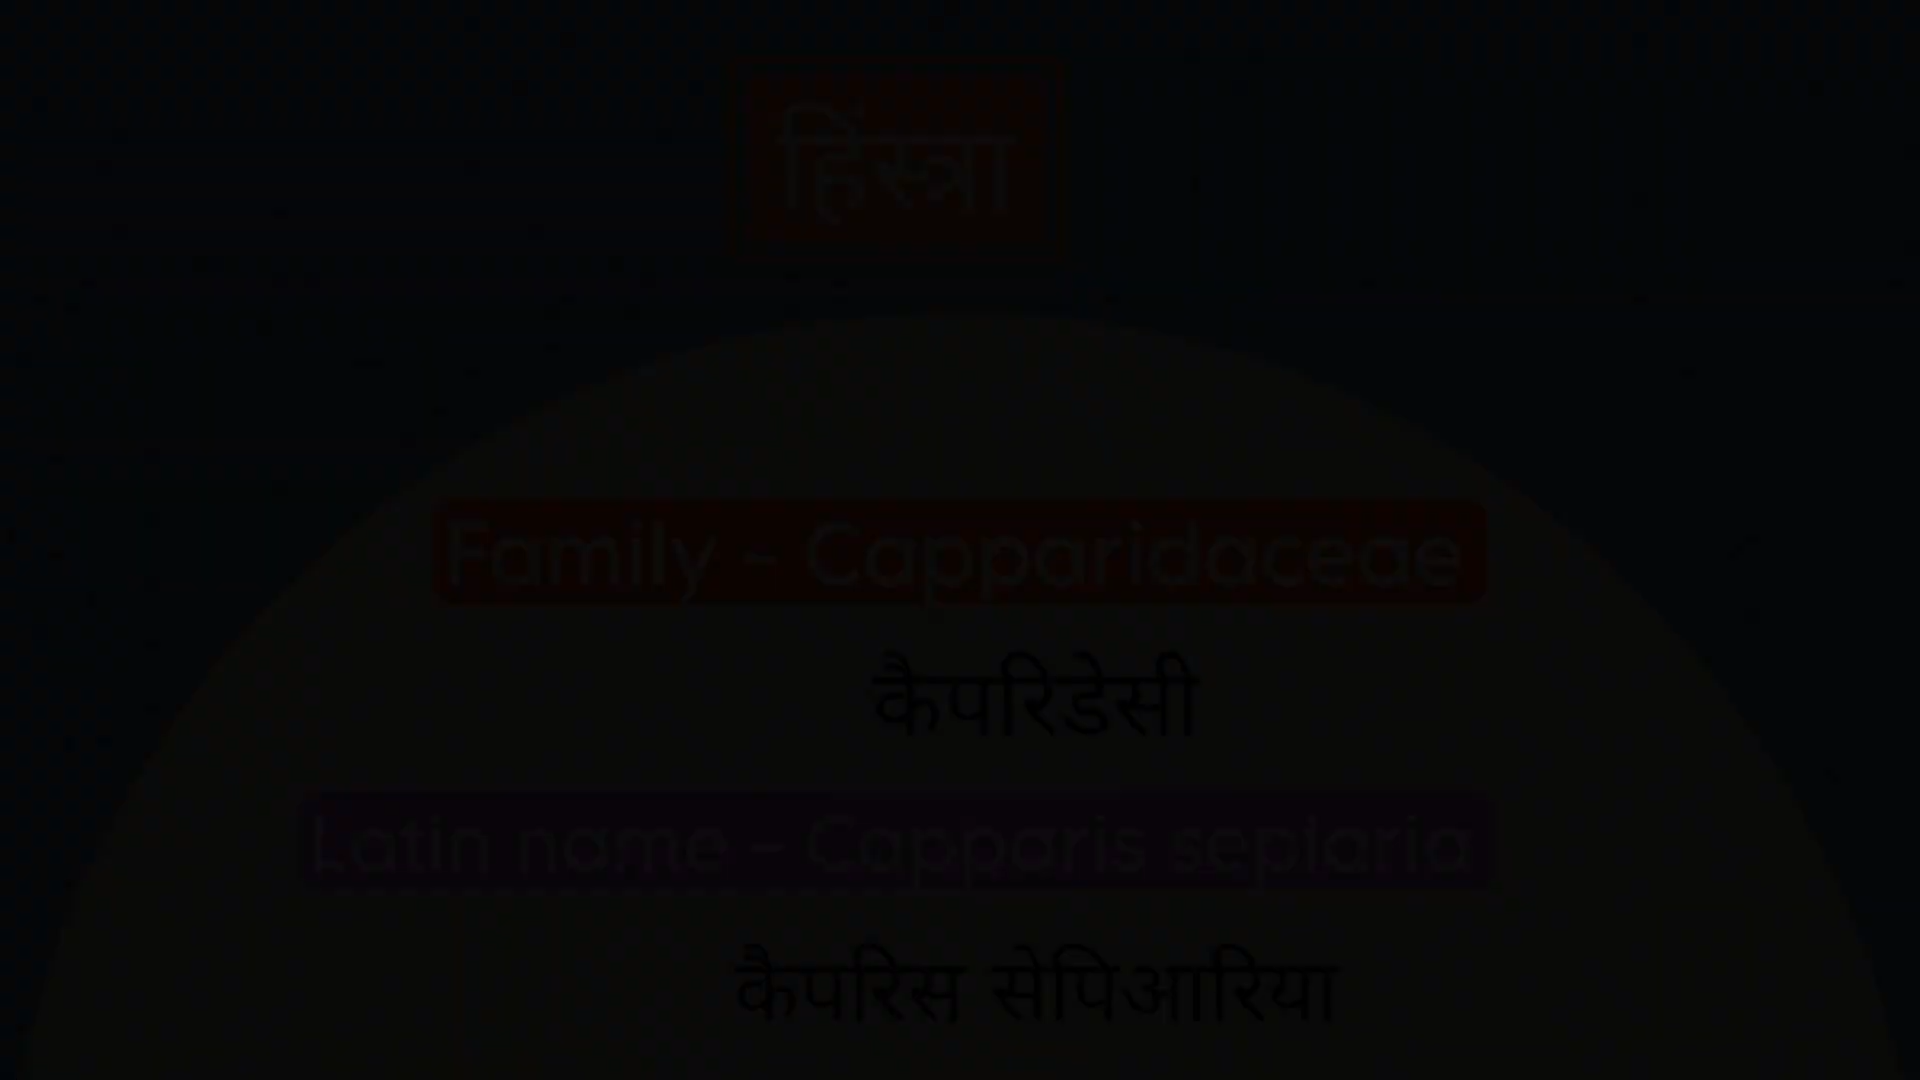 हिंस्त्रा
Family - Capparidaceae
कैपरिडेसी
Latin name - Capparis sepiaria
कैपरिस सेपिआरिया